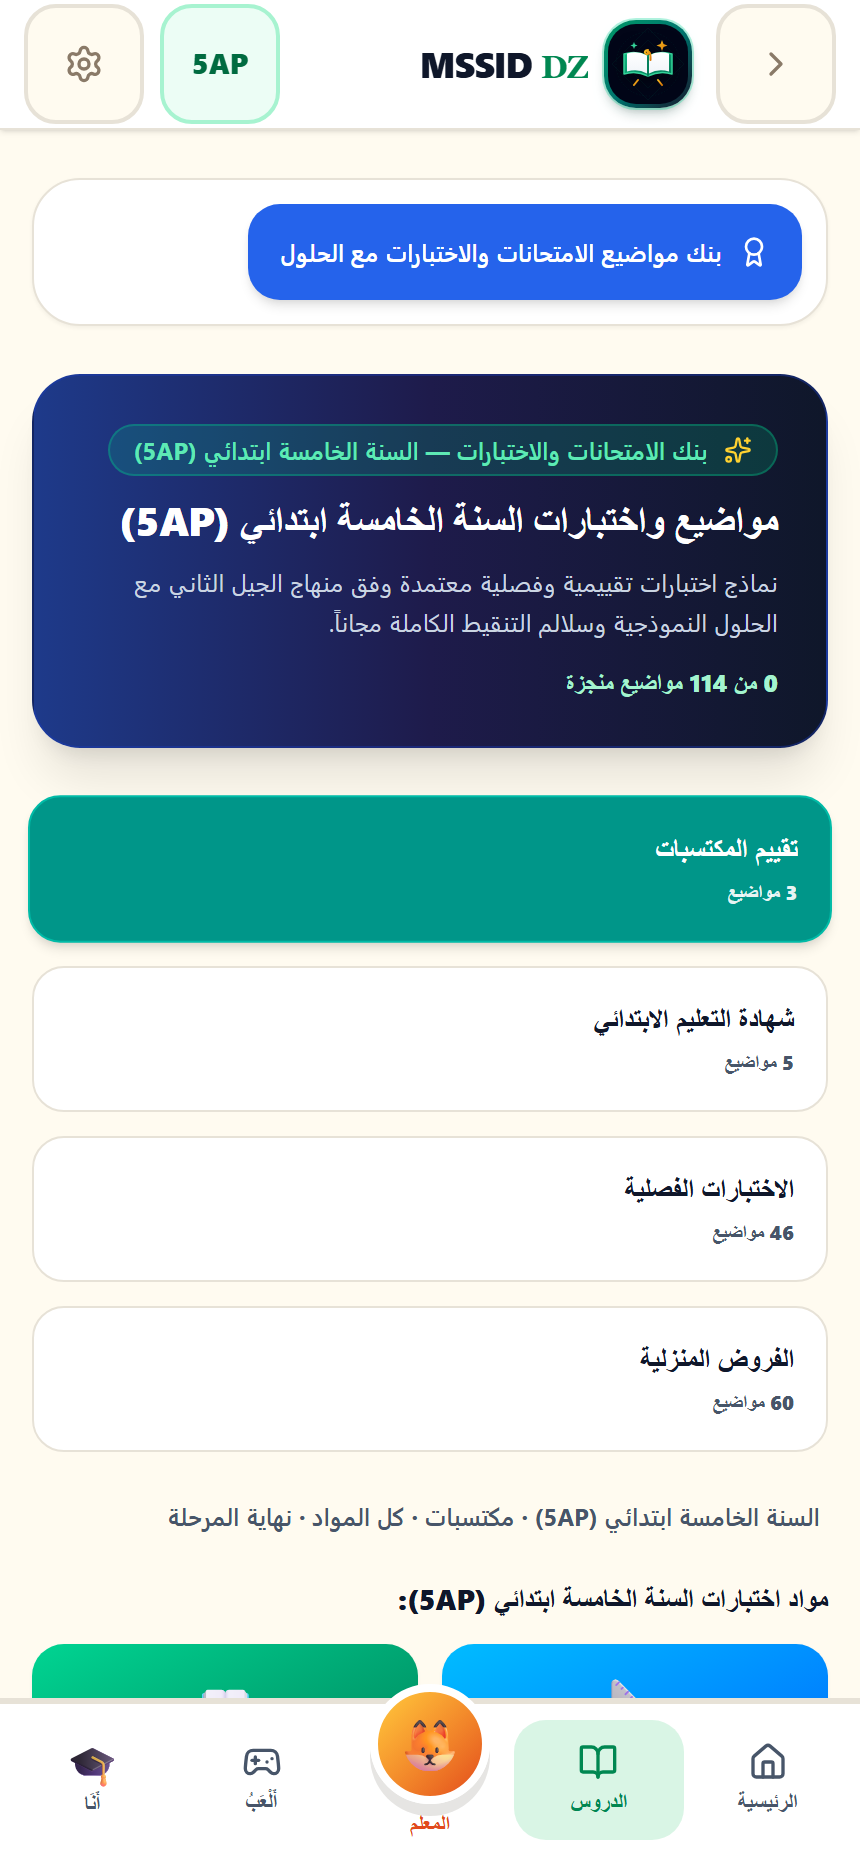 MSSID DZ
5AP
بنك مواضيع الامتحانات والاختبارات مع الحلول
بنك الامتحانات والاختبارات — السنة الخامسة ابتدائي (5AP)
مواضيع واختبارات السنة الخامسة ابتدائي (5AP)
نماذج اختبارات تقييمية وفصلية معتمدة وفق منهاج الجيل الثاني مع
الحلول النموذجية وسلالم التنقيط الكاملة مجاناً.
0 من 114 مواضيع منجزة
تقييم المكتسبات
3 مواضيع
شهادة التعليم الابتدائي
5 مواضيع
الاختبارات الفصلية
46 مواضيع
الفروض المنزلية
60 مواضيع
السنة الخامسة ابتدائي (5AP) · مكتسبات · كل المواد · نهاية المرحلة
مواد اختبارات السنة الخامسة ابتدائي (5AP):
الرئيسية
الدروس
المعلم
أَلْعَبُ
أَنَا